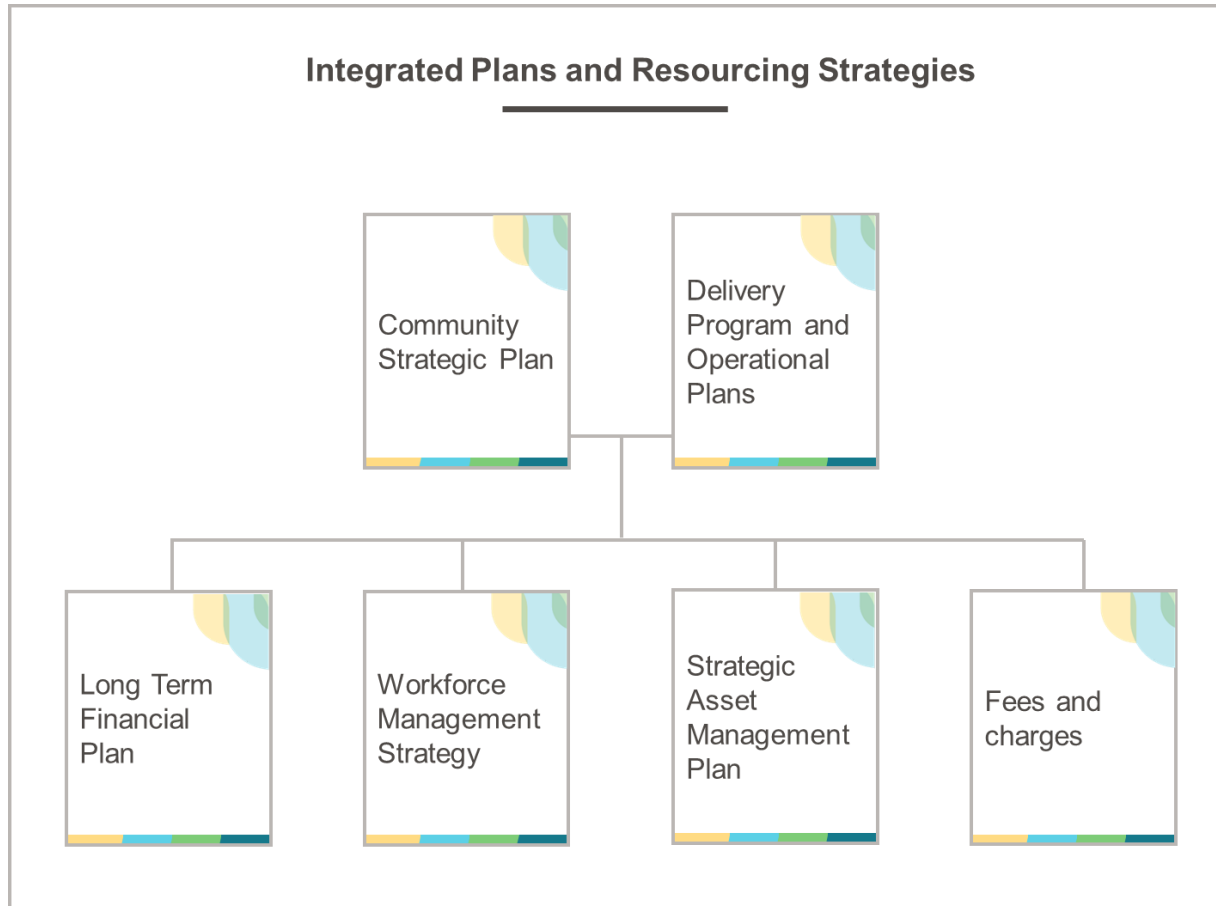 Integrated Plans and Resourcing Strategies
Community
Strategic Plan
Delivery
Program and
Operational
Plans
Long Term
Financial
Plan
Workforce
Management
Strategy
Strategic
Asset
Management
Plan
Fees and
charges